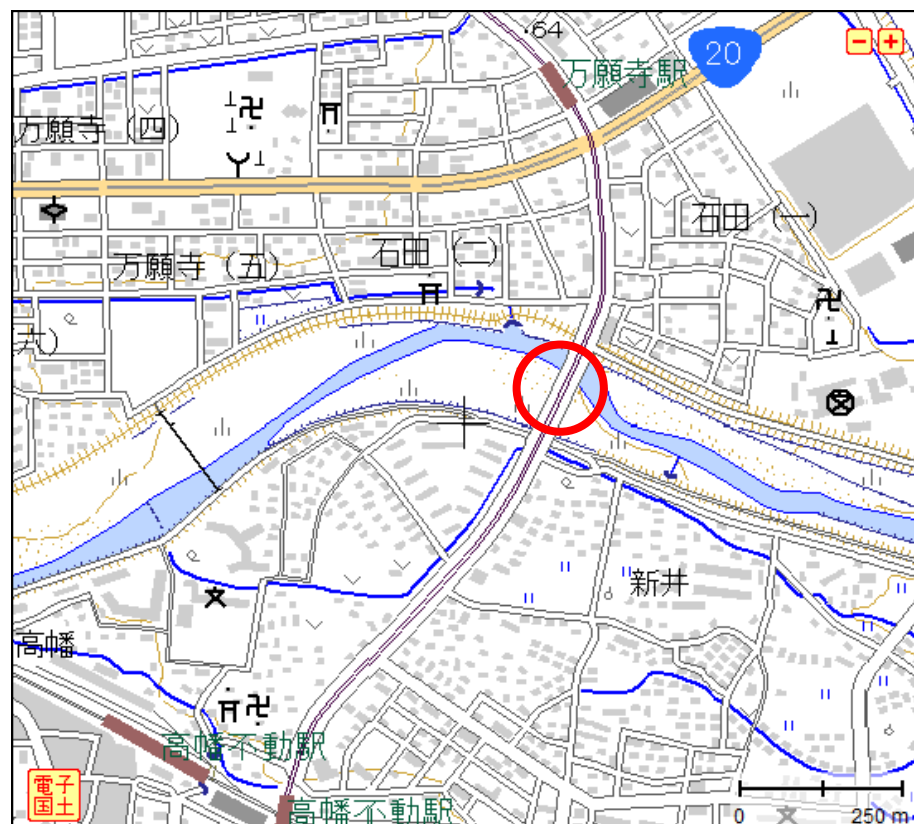 64
20
万願寺駅
万願寺（四）
石田（一）
石田（二）
万願寺（五）
六）
新井
高幡
高幡不動駅
高幡不動駅
電子
国土
0
250 m